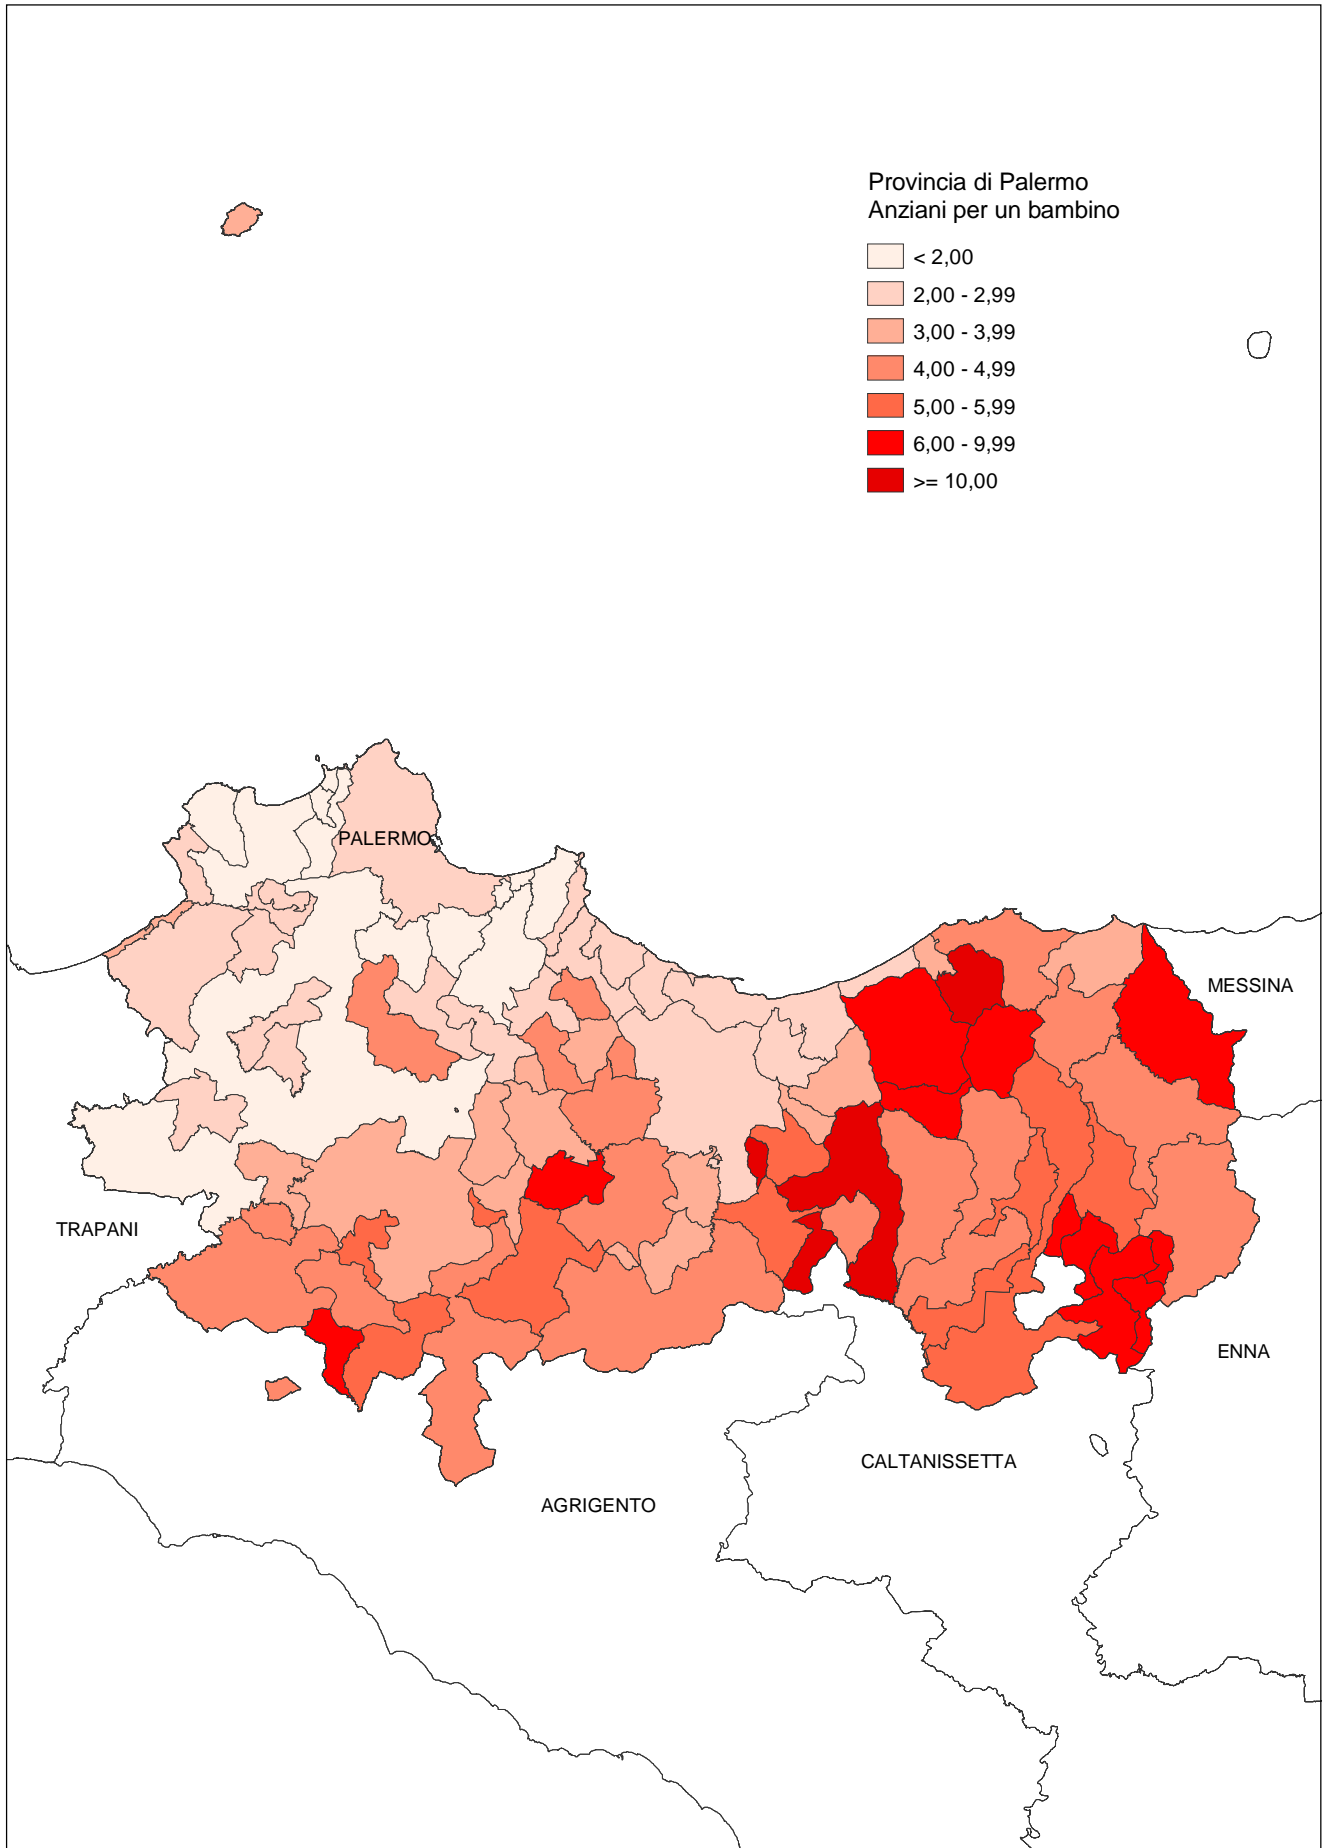 Provincia di Palermo
Anziani per un bambino
< 2,00
2,00 - 2,99
3,00 - 3,99
4,00 - 4,99
5,00 - 5,99
6,00 - 9,99
>= 10,00
PALERMO
MESSINA
TRAPANI
ENNA
CALTANISSETTA
AGRIGENTO